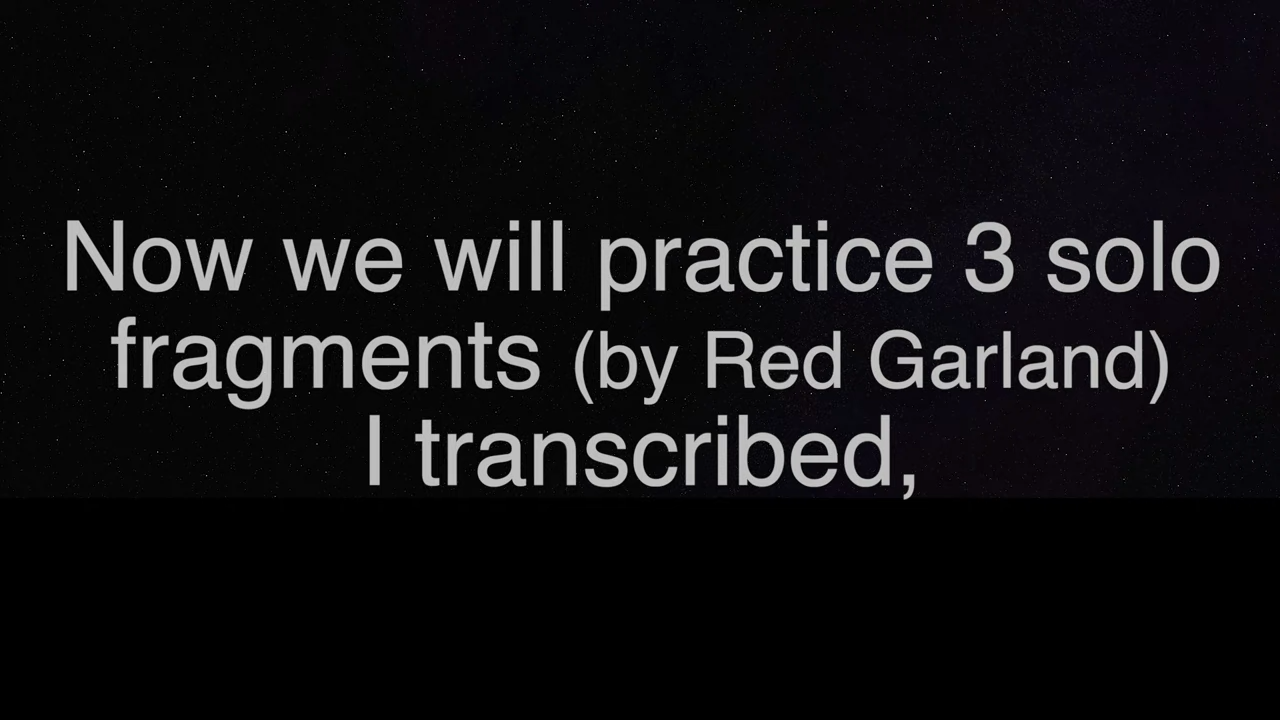 Now we will practice 3 solo
fragments (by Red Garland)
I transcribed,